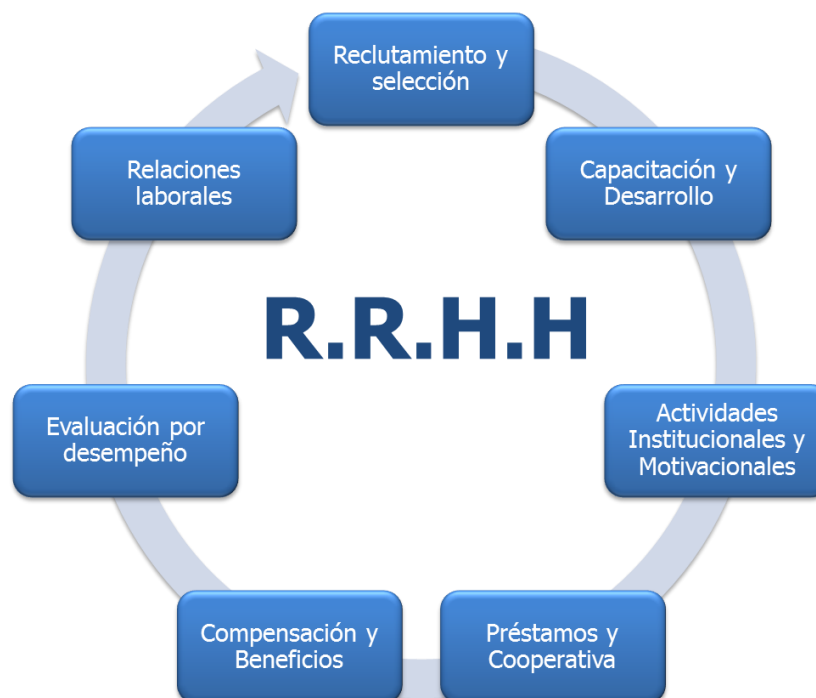 Reclutamiento y
selección
Capacitación y
Desarrollo
Actividades
Institucionales y
Motivacionales
Préstamos y
Cooperativa
Compensación y
Beneficios
Evaluación por
desempeño
Relaciones
laborales
R.R.H.H